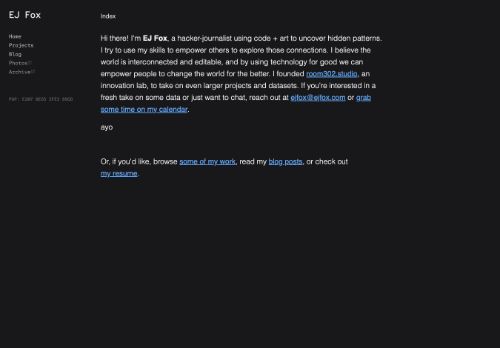 EJ Fox
Home
Projects
Blog
Photos
Archive
Index
Hi there! I'm EJ Fox, a hacker-journalist using code + art to uncover hidden patterns.
I try to use my skills to empower others to explore those connections. I believe the
world is interconnected and editable, and by using technology for good we can
empower people to change the world for the better. I founded room302.studio, an
innovation lab, to take on even larger projects and datasets. If you're interested in a
fresh take on some data or just want to chat, reach out at ejfox@ejfox.com or grab
some time on my calendar.
ayo
Or, if you'd like, browse some of my work, read my blog posts, or check out
my resume.